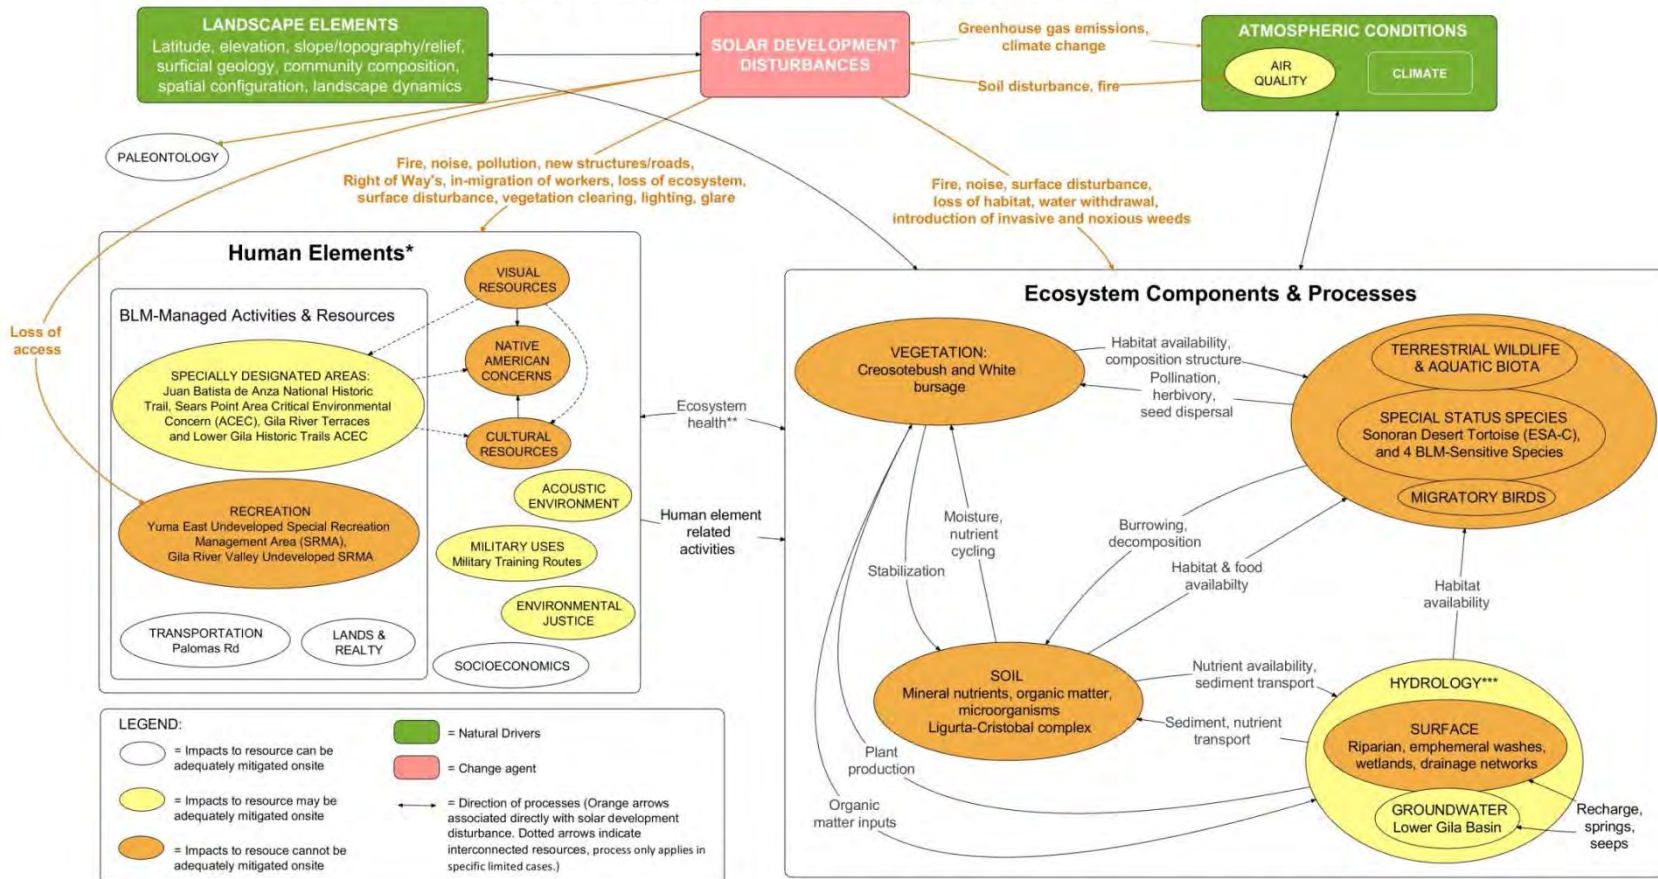 LANDSCAPE ELEMENTS
Latitude, elevation, slope/topography/relief,
surficial geology, community composition,
spatial configuration, landscape dynamics
SOLAR DEVELOPMENT
DISTURBANCES
Greenhouse gas emissions,
climate change
Soil disturbance, fire
ATMOSPHERIC CONDITIONS
AIR
QUALITY
CLIMATE
PALEONTOLOGY
Fire, noise, pollution, new structures/roads,
Right of Way's, in-migration of workers, loss of ecosystem,
surface disturbance, vegetation clearing, lighting, glare
Fire, noise, surface disturbance,
loss of habitat, water withdrawal,
introduction of invasive and noxious weeds
Loss of
access
Human Elements*
BLM-Managed Activities & Resources
SPECIALLY DESIGNATED AREAS:
Juan Batista de Anza National Historic
Trail, Sears Point Area Critical Environmental
Concern (ACEC), Gila River Terraces
and Lower Gila Historic Trails ACEC
RECREATION
Yuma East Undeveloped Special Recreation
Management Area (SRMA),
Gila River Valley Undeveloped SRMA
TRANSPORTATION
Palomas Rd
LANDS &
REALTY
VISUAL
RESOURCES
NATIVE
AMERICAN
CONCERNS
CULTURAL
RESOURCES
ACOUSTIC
ENVIRONMENT
MILITARY USES
Military Training Routes
ENVIRONMENTAL
JUSTICE
SOCIOECONOMICS
Ecosystem
health**
Human element
related
activities
Ecosystem Components & Processes
VEGETATION:
Creosotebush and White
bursage
Habitat availability,
composition structure
Pollination,
herbivory,
seed dispersal
TERRESTRIAL WILDLIFE
& AQUATIC BIOTA
SPECIAL STATUS SPECIES
Sonoran Desert Tortoise (ESA-C),
and 4 BLM-Sensitive Species
MIGRATORY BIRDS
Stabilization
Moisture,
nutrient
cycling
Burrowing,
decomposition
Habitat & food
availabilty
Habitat
availability
SOIL
Mineral nutrients, organic matter,
microorganisms
Ligurta-Cristobal complex
Nutrient availability,
sediment transport
Sediment, nutrient
transport
Plant
production
Organic
matter inputs
HYDROLOGY***
SURFACE
Riparian, emphemeral washes,
wetlands, drainage networks
GROUNDWATER
Lower Gila Basin
Recharge,
springs,
seeps
LEGEND:
= Impacts to resource can be
adequately mitigated onsite
= Impacts to resource may be
adequately mitigated onsite
= Impacts to resouce cannot be
adequately mitigated onsite
= Natural Drivers
= Change agent
= Direction of processes (Orange arrows
associated directly with solar development
disturbance. Dotted arrows indicate
interconnected resources, process only applies in
specific limited cases.)